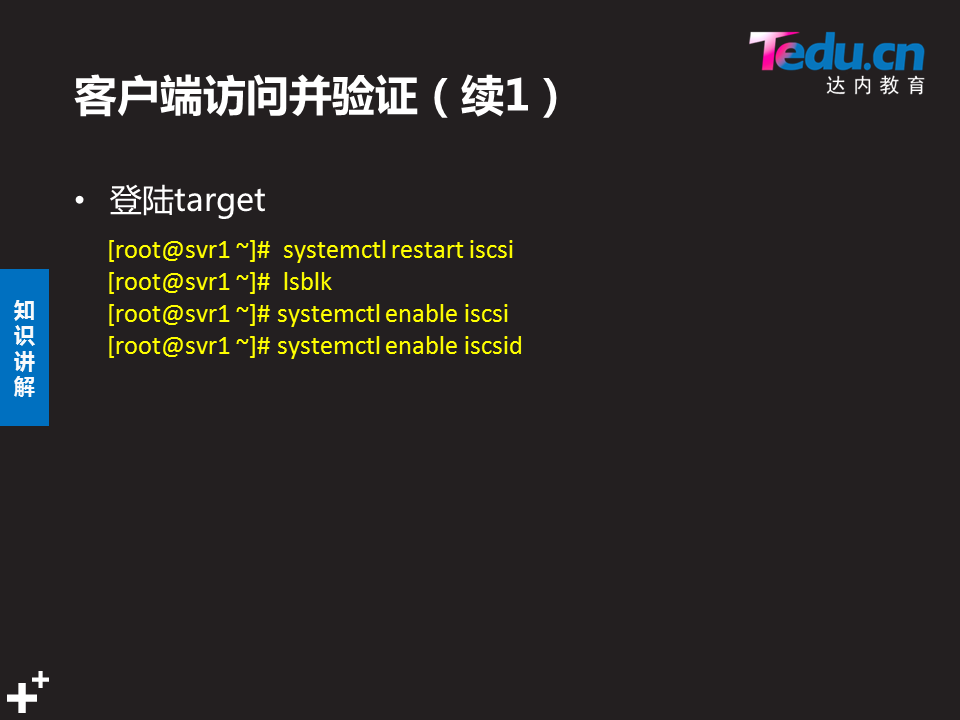 Tedu.cn
达内教育
客户端访问并验证（续1）
• 登陆target
[root@svr1 ~]#  systemctl restart iscsi
[root@svr1 ~]#  lsblk
[root@svr1 ~]# systemctl enable iscsi
[root@svr1 ~]# systemctl enable iscsid
知
识
讲
解